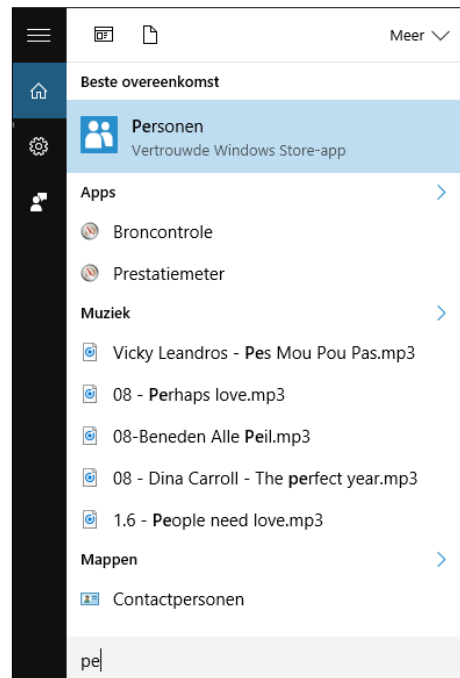 Meer
Beste overeenkomst
Personen
Vertrouwde Windows Store-app
Apps
Broncontrole
Prestatiemeter
Muziek
Vicky Leandros - Pes Mou Pou Pas.mp3
08 - Perhaps love.mp3
08-Beneden Alle Peil.mp3
08 - Dina Carroll - The perfect year.mp3
1.6 - People need love.mp3
Mappen
Contactpersonen
pe